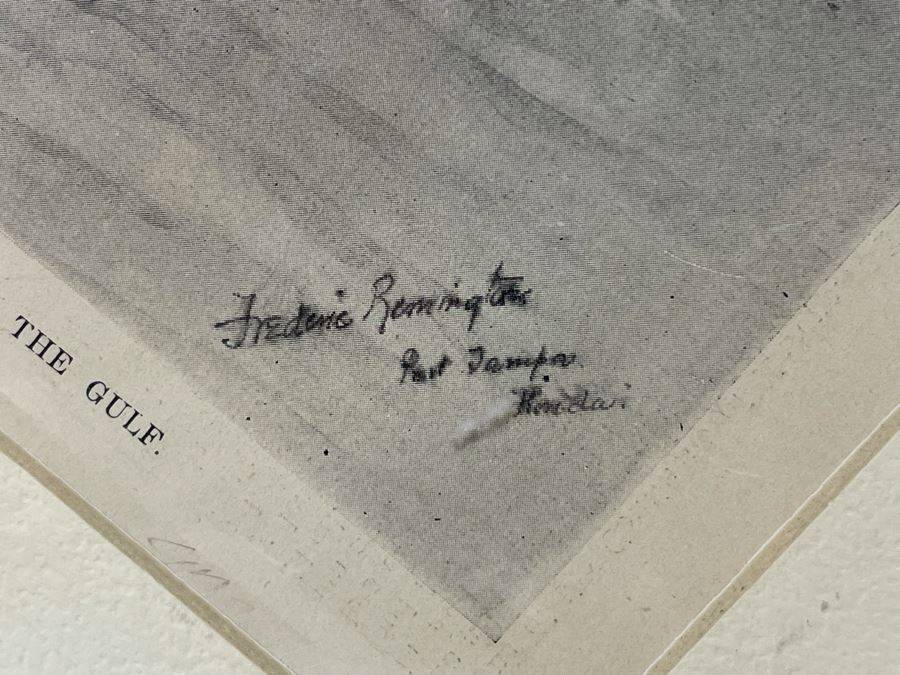 Frederic Remington
Port Tampa
Florida.
THE GULF.